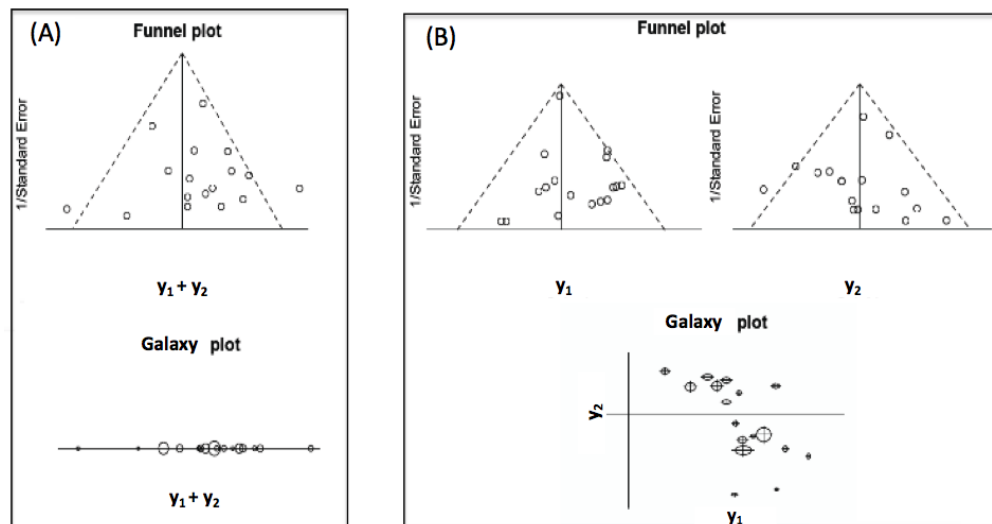 (A)
Funnel plot
1/Standard Error
y₁ + y₂
Galaxy plot
y₁ + y₂
(B)
Funnel plot
1/Standard Error
1/Standard Error
y₁
y₂
Galaxy plot
y₂
y₁